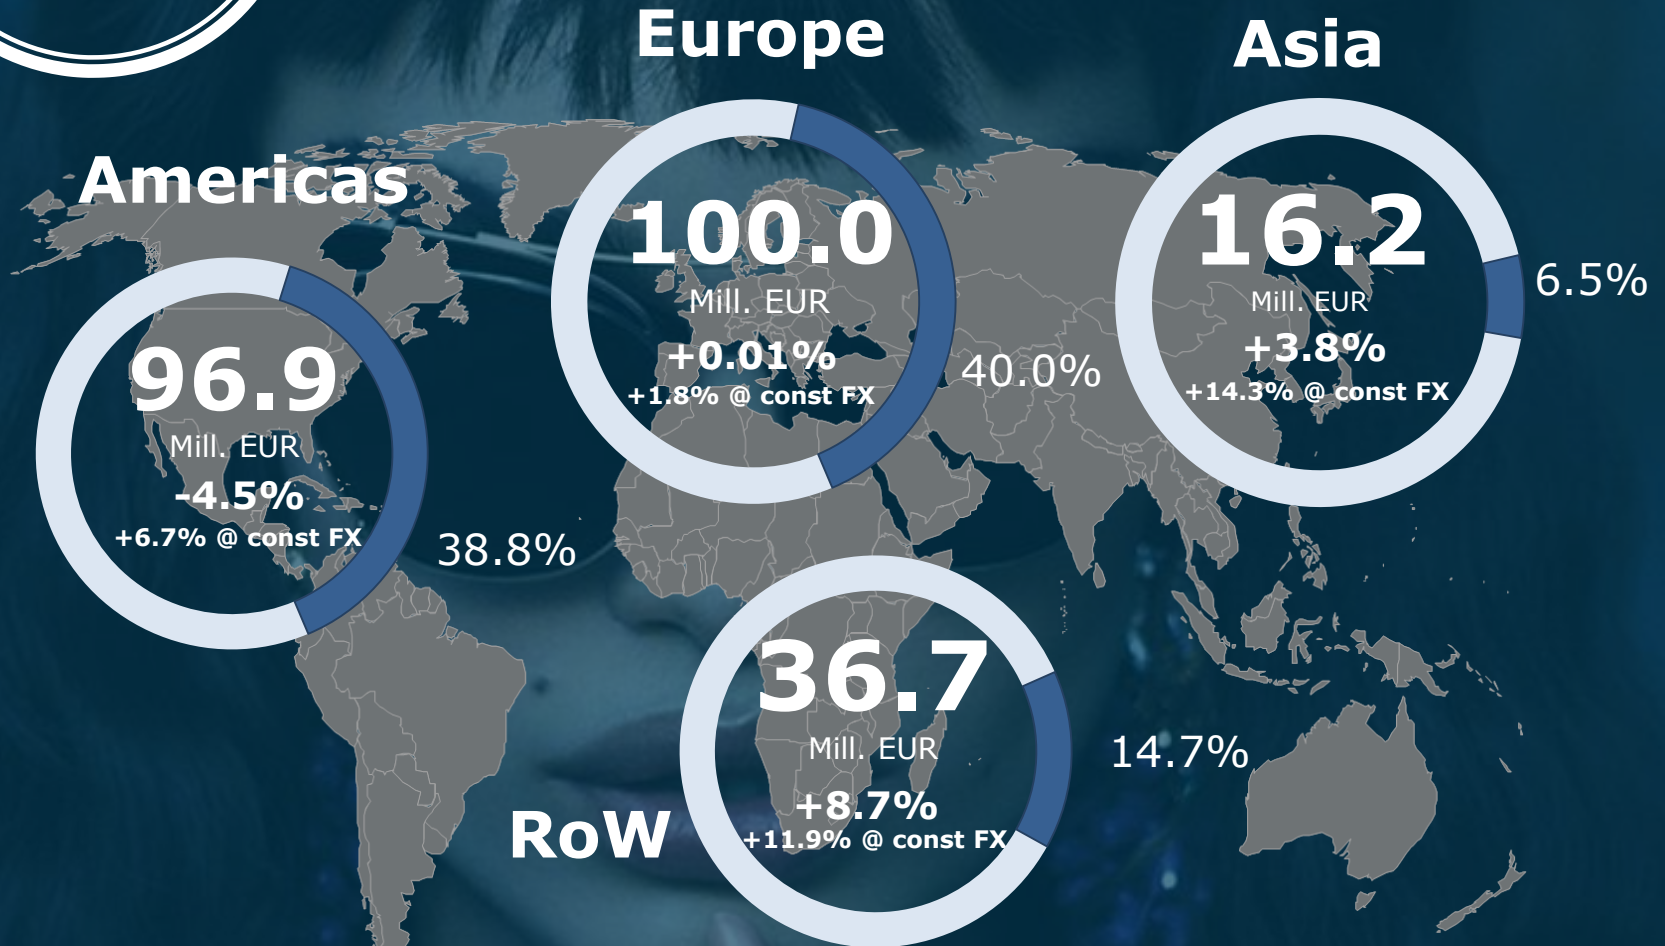 Europe
100.0
Mill. EUR
+0.01%
+1.8% @ const FX
40.0%
Asia
16.2
Mill. EUR
+3.8%
+14.3% @ const FX
6.5%
Americas
96.9
Mill. EUR
-4.5%
+6.7% @ const FX
38.8%
RoW
36.7
Mill. EUR
+8.7%
+11.9% @ const FX
14.7%